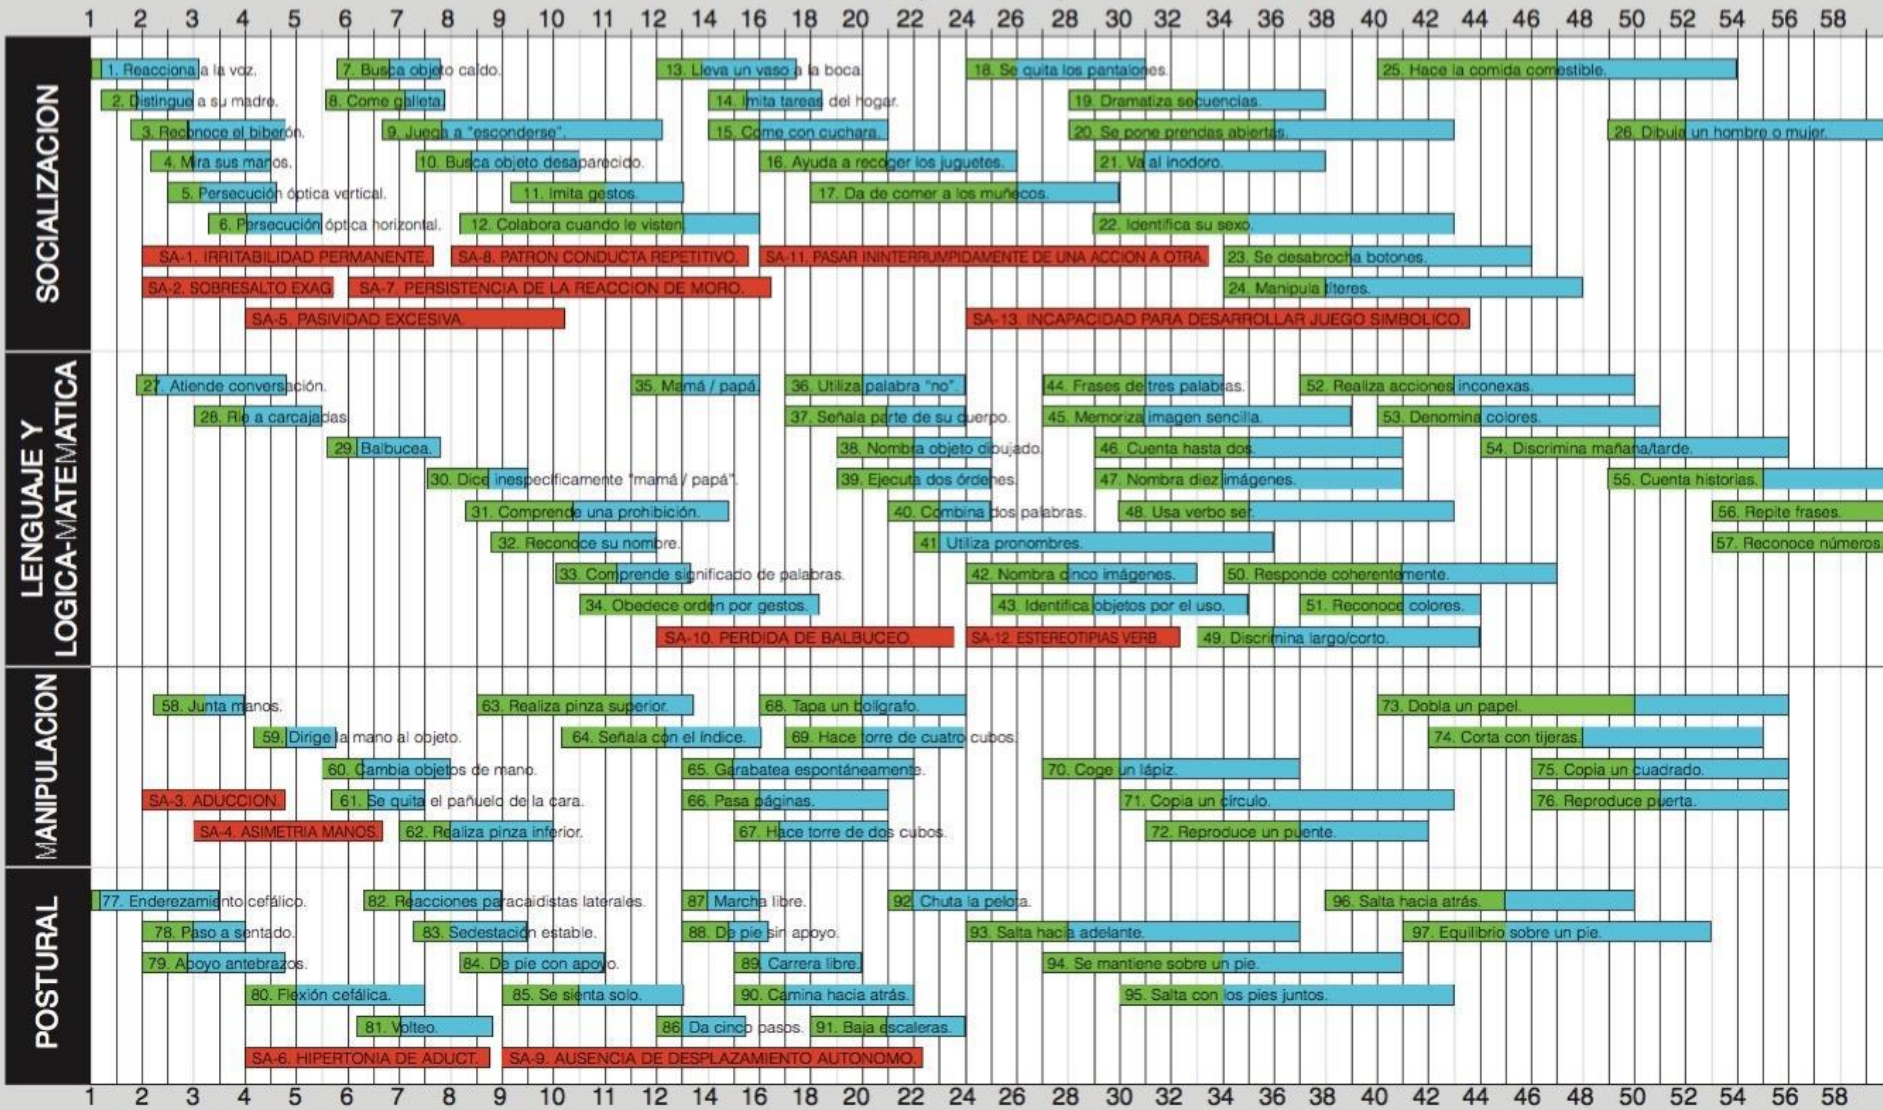 1 2 3 4 5 6 7 8 9 10 11 12 14 16 18 20 22 24 26 28 30 32 34 36 38 40 42 44 46 48 50 52 54 56 58
SOCIALIZACION
1. Reacciona a la voz.
2. Distingue a su madre.
3. Reconoce el biberón.
4. Mira sus manos.
5. Persecución óptica vertical.
6. Persecución óptica horizontal.
7. Busca objeto caído.
8. Come galleta.
9. Juega a "esconderse".
10. Busca objeto desaparecido.
11. Imita gestos.
12. Colabora cuando le visten.
13. Lleva un vaso a la boca.
14. Imita tareas del hogar.
15. Come con cuchara.
16. Ayuda a recoger los juguetes.
17. Da de comer a los muñecos.
18. Se quita los pantalones.
19. Dramatiza secuencias.
20. Se pone prendas abiertas.
21. Va al inodoro.
22. Identifica su sexo.
23. Se desabrocha botones.
24. Manipula títeres.
25. Hace la comida comestible.
26. Dibuja un hombre o mujer.
SA-1. IRRITABILIDAD PERMANENTE.
SA-8. PATRON CONDUCTA REPETITIVO.
SA-11. PASAR ININTERRUMPIDAMENTE DE UNA ACCION A OTRA.
SA-2. SOBRESALTO EXAG.
SA-7. PERSISTENCIA DE LA REACCION DE MORO.
SA-5. PASIVIDAD EXCESIVA.
SA-13. INCAPACIDAD PARA DESARROLLAR JUEGO SIMBOLICO.
LENGUAJE Y
LOGICA-MATEMATICA
27. Atiende conversación.
28. Ríe a carcajadas.
29. Balbucea.
30. Dice inespecíficamente "mamá / papá".
31. Comprende una prohibición.
32. Reconoce su nombre.
33. Comprende significado de palabras.
34. Obedece orden por gestos.
35. Mamá / papá.
36. Utiliza palabra "no".
37. Señala parte de su cuerpo.
38. Nombra objeto dibujado.
39. Ejecuta dos órdenes.
40. Combina dos palabras.
41. Utiliza pronombres.
42. Nombra cinco imágenes.
43. Identifica objetos por el uso.
44. Frases de tres palabras.
45. Memoriza imagen sencilla.
46. Cuenta hasta dos.
47. Nombra diez imágenes.
48. Usa verbo ser.
49. Discrimina largo/corto.
50. Responde coherentemente.
51. Reconoce colores.
52. Realiza acciones inconexas.
53. Denomina colores.
54. Discrimina mañana/tarde.
55. Cuenta historias.
56. Repite frases.
57. Reconoce números.
SA-10. PERDIDA DE BALBUCEO.
SA-12. ESTEREOTIPIAS VERB.
MANIPULACION
58. Junta manos.
59. Dirige la mano al objeto.
60. Cambia objetos de mano.
61. Se quita el pañuelo de la cara.
62. Realiza pinza inferior.
63. Realiza pinza superior.
64. Señala con el índice.
65. Garabatea espontáneamente.
66. Pasa páginas.
67. Hace torre de dos cubos.
68. Tapa un bolígrafo.
69. Hace torre de cuatro cubos.
70. Coge un lápiz.
71. Copia un círculo.
72. Reproduce un puente.
73. Dobla un papel.
74. Corta con tijeras.
75. Copia un cuadrado.
76. Reproduce puerta.
SA-3. ADUCCION.
SA-4. ASIMETRIA MANOS.
POSTURAL
77. Enderezamiento cefálico.
78. Paso a sentado.
79. Apoyo antebrazos.
80. Flexión cefálica.
81. Volteo.
82. Reacciones paracaidistas laterales.
83. Sedestación estable.
84. De pie con apoyo.
85. Se sienta solo.
86 Da cinco pasos.
87 Marcha libre.
88. De pie sin apoyo.
89. Carrera libre.
90. Camina hacia atrás.
91. Baja escaleras.
92. Chuta la pelota.
93. Salta hacia adelante.
94. Se mantiene sobre un pie.
95. Salta con los pies juntos.
96. Salta hacia atrás.
97. Equilibrio sobre un pie.
SA-6. HIPERTONIA DE ADUCT.
SA-9. AUSENCIA DE DESPLAZAMIENTO AUTONOMO.
1 2 3 4 5 6 7 8 9 10 11 12 14 16 18 20 22 24 26 28 30 32 34 36 38 40 42 44 46 48 50 52 54 56 58